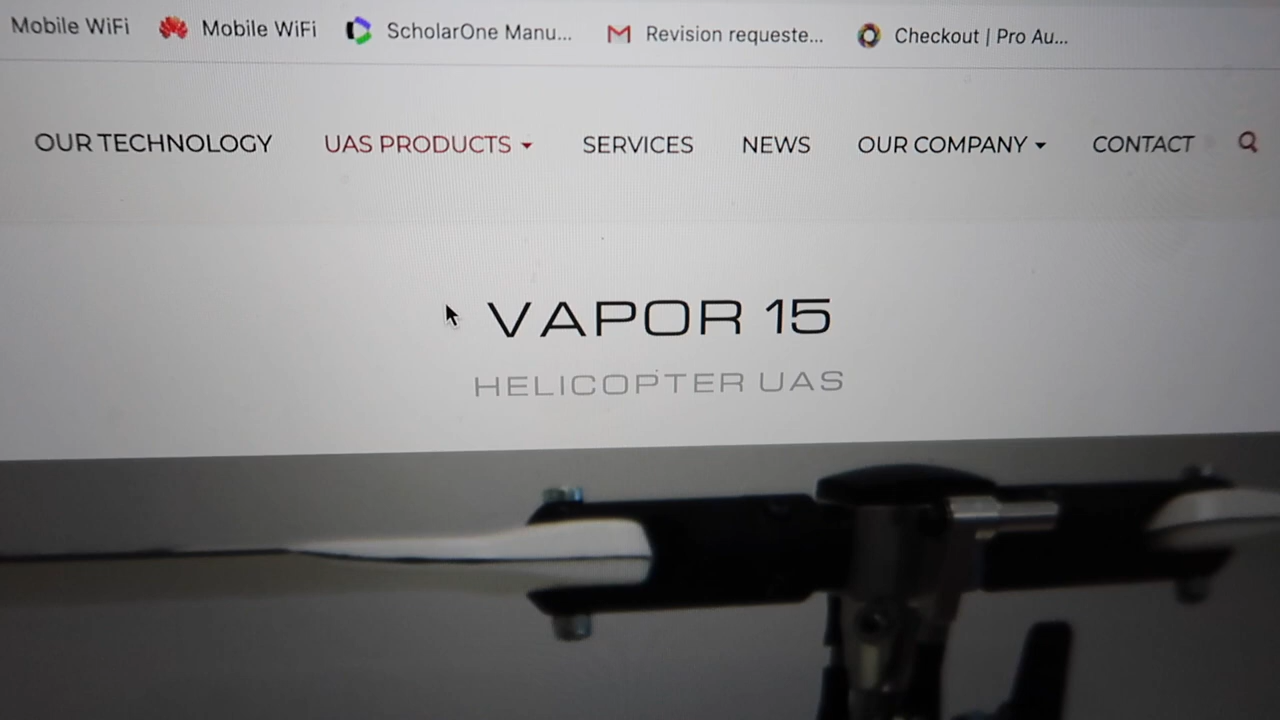 Mobile WiFi Mobile WiFi ScholarOne Manu... Revision requeste... Checkout | Pro Au...
OUR TECHNOLOGY UAS PRODUCTS SERVICES NEWS OUR COMPANY CONTACT
VAPOR 15
HELICOPTER UAS